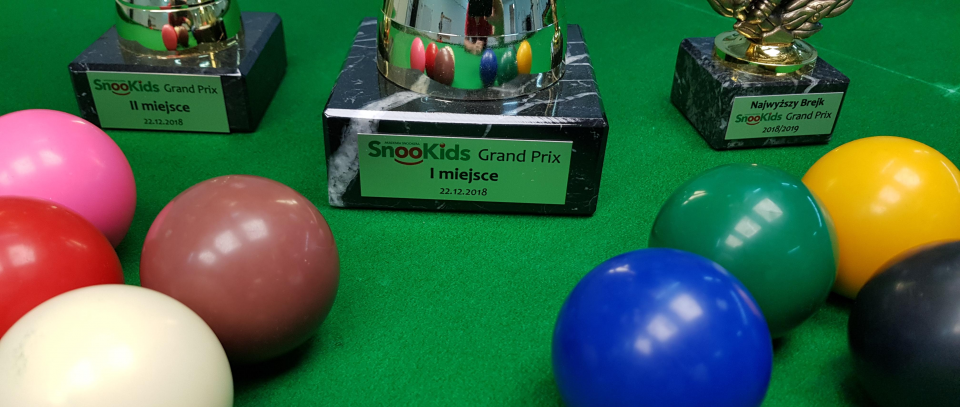 SnooKids Grand Prix
II miejsce
22.12.2018
SnooKids Grand Prix
I miejsce
22.12.2018
Najwyższy Brejk
SnooKids Grand Prix
2018/2019